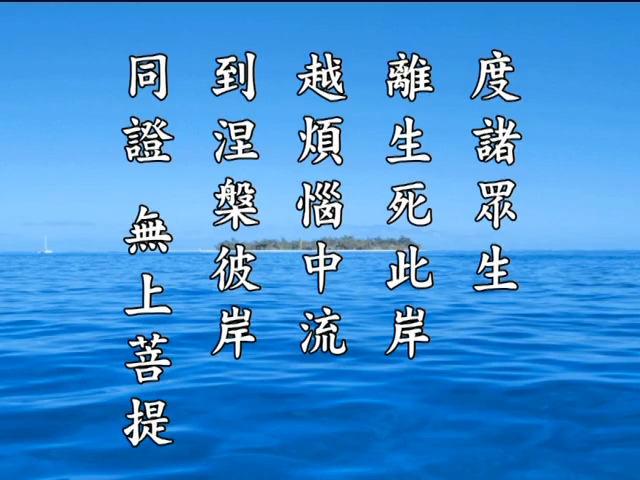 度諸眾生
離生死此岸
越煩惱中流
到涅槃彼岸
同證 無上菩提